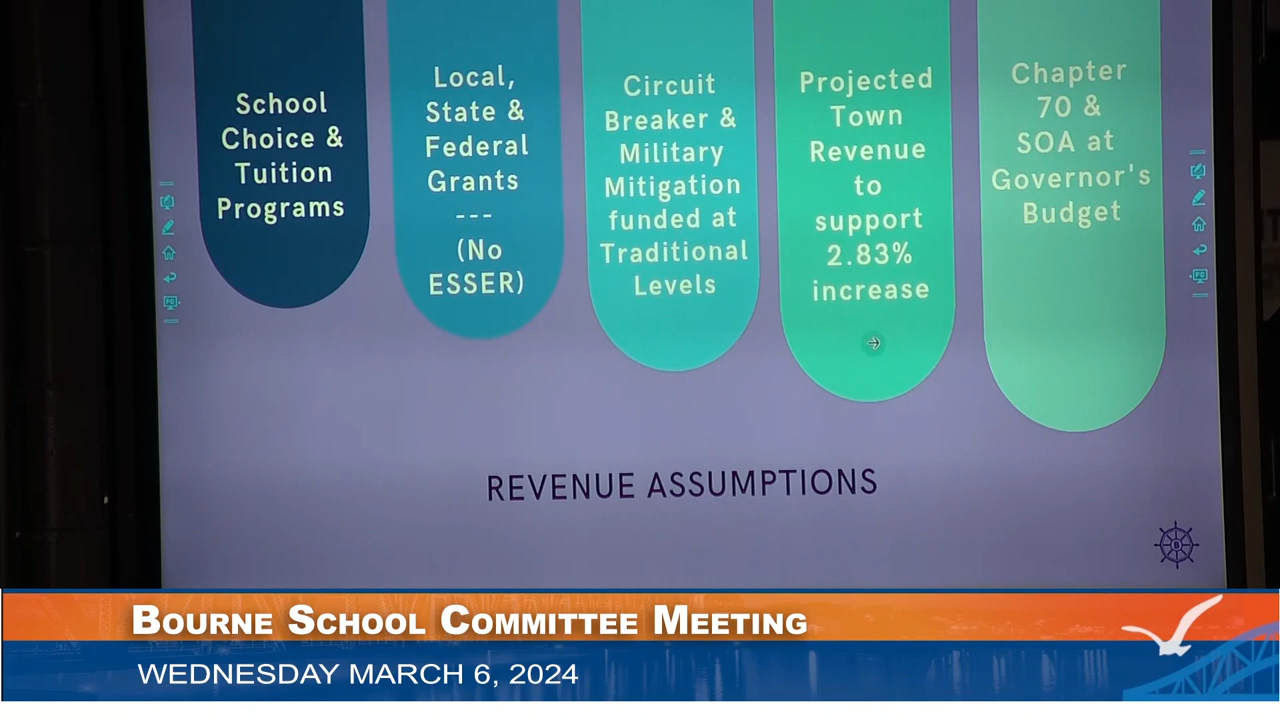 School
Choice &
Tuition
Programs
Local,
State &
Federal
Grants
---
(No
ESSER)
Circuit
Breaker &
Military
Mitigation
funded at
Traditional
Levels
Projected
Town
Revenue
to
support
2.83%
increase
Chapter
70 &
SOA at
Governor's
Budget
REVENUE ASSUMPTIONS
BOURNE SCHOOL COMMITTEE MEETING
WEDNESDAY MARCH 6, 2024